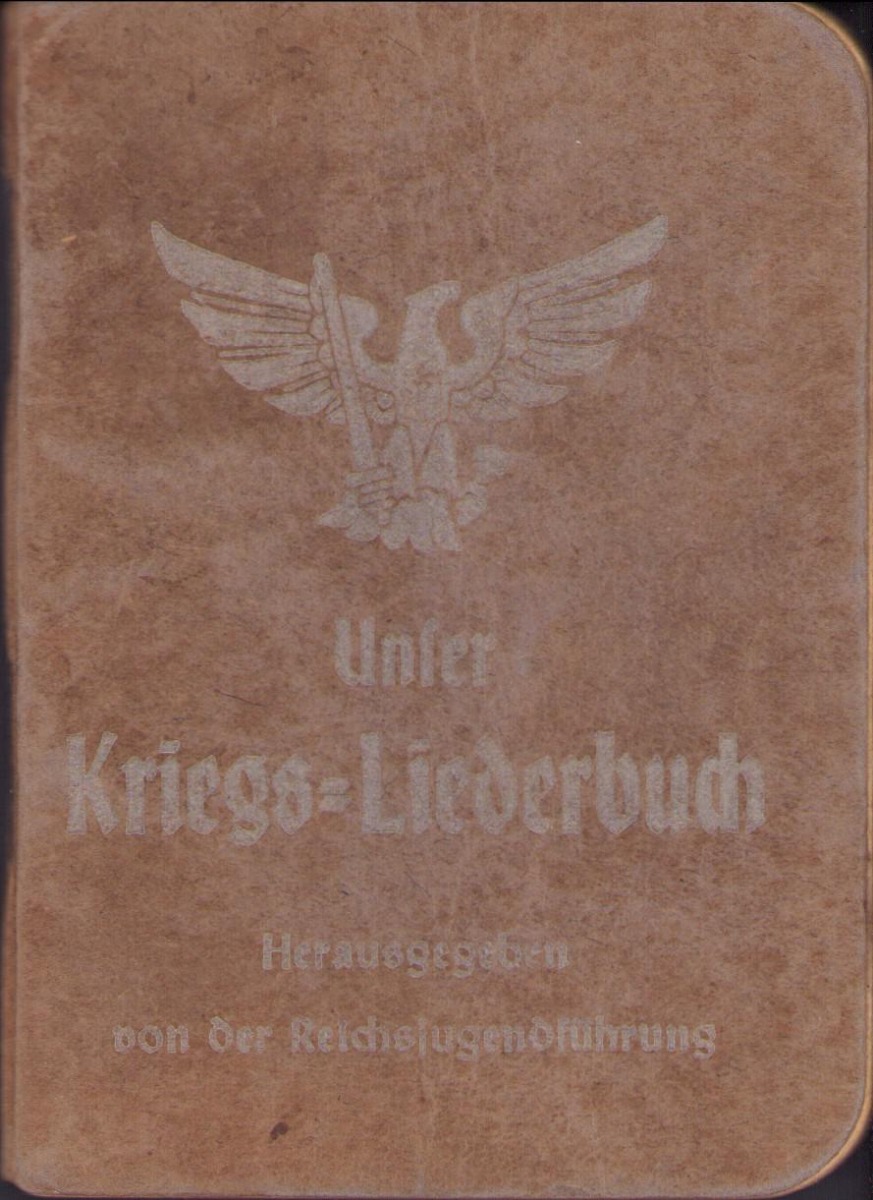 Unſer
Kriegs=Liederbuch
Herausgegeben
von der Reichsjugendführung